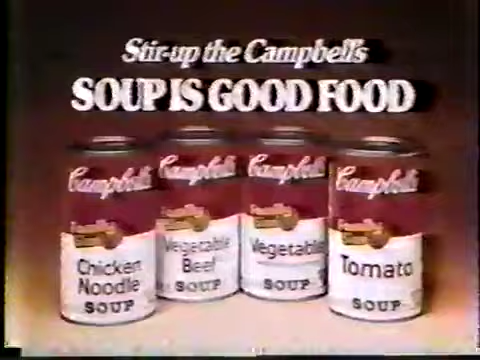 Stir-up the Campbell's
SOUP IS GOOD FOOD
Campbell's
Chicken
Noodle
SOUP
Campbell's
Vegetable
Beef
SOUP
Campbell's
Vegetable
SOUP
Campbell's
Tomato
SOUP